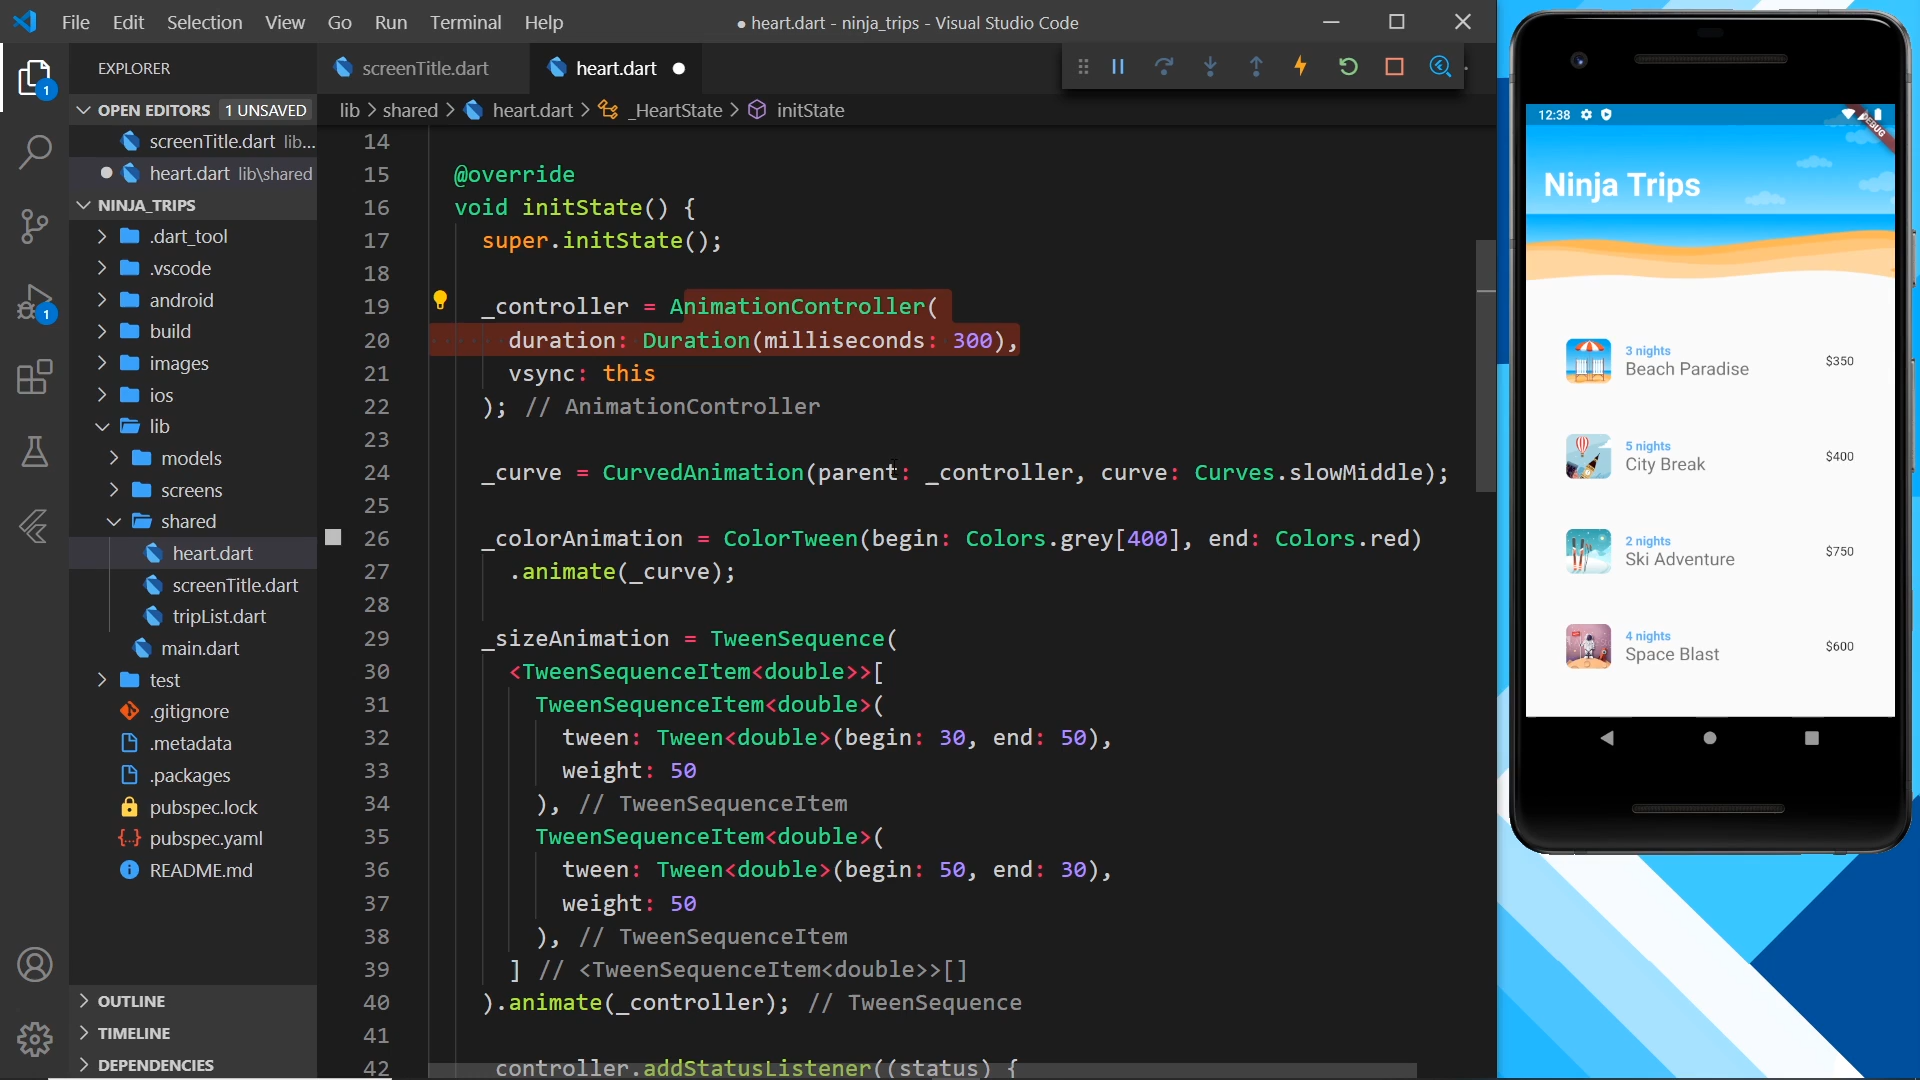 File Edit Selection View Go Run Terminal Help
● heart.dart - ninja_trips - Visual Studio Code
EXPLORER
screenTitle.dart
heart.dart
OPEN EDITORS 1 UNSAVED
lib > shared > heart.dart > _HeartState > initState
screenTitle.dart lib...
heart.dart lib\shared
NINJA_TRIPS
.dart_tool
.vscode
android
build
images
ios
lib
models
screens
shared
heart.dart
screenTitle.dart
tripList.dart
main.dart
test
.gitignore
.metadata
.packages
pubspec.lock
pubspec.yaml
README.md
OUTLINE
TIMELINE
DEPENDENCIES
1
1
14
15 @override
16 void initState() {
17 super.initState();
18
19 _controller = AnimationController(
20 duration: Duration(milliseconds: 300),
21 vsync: this
22 ); // AnimationController
23
24 _curve = CurvedAnimation(parent: _controller, curve: Curves.slowMiddle);
25
26 _colorAnimation = ColorTween(begin: Colors.grey[400], end: Colors.red)
27 .animate(_curve);
28
29 _sizeAnimation = TweenSequence(
30 <TweenSequenceItem<double>>[
31 TweenSequenceItem<double>(
32 tween: Tween<double>(begin: 30, end: 50),
33 weight: 50
34 ), // TweenSequenceItem
35 TweenSequenceItem<double>(
36 tween: Tween<double>(begin: 50, end: 30),
37 weight: 50
38 ), // TweenSequenceItem
39 ] // <TweenSequenceItem<double>>[]
40 ).animate(_controller); // TweenSequence
41
42 controller.addStatusListener((status) {
12:38
DEBUG
Ninja Trips
3 nights
Beach Paradise $350
5 nights
City Break $400
2 nights
Ski Adventure $750
4 nights
Space Blast $600